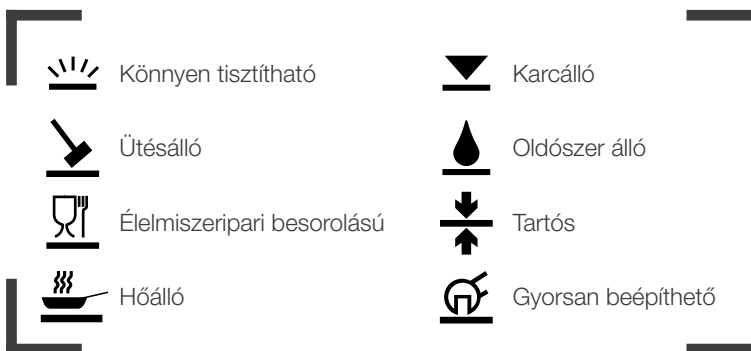 Könnyen tisztítható
Karcálló
Ütésálló
Oldószer álló
Élelmiszeripari besorolású
Tartós
Hőálló
Gyorsan beépíthető